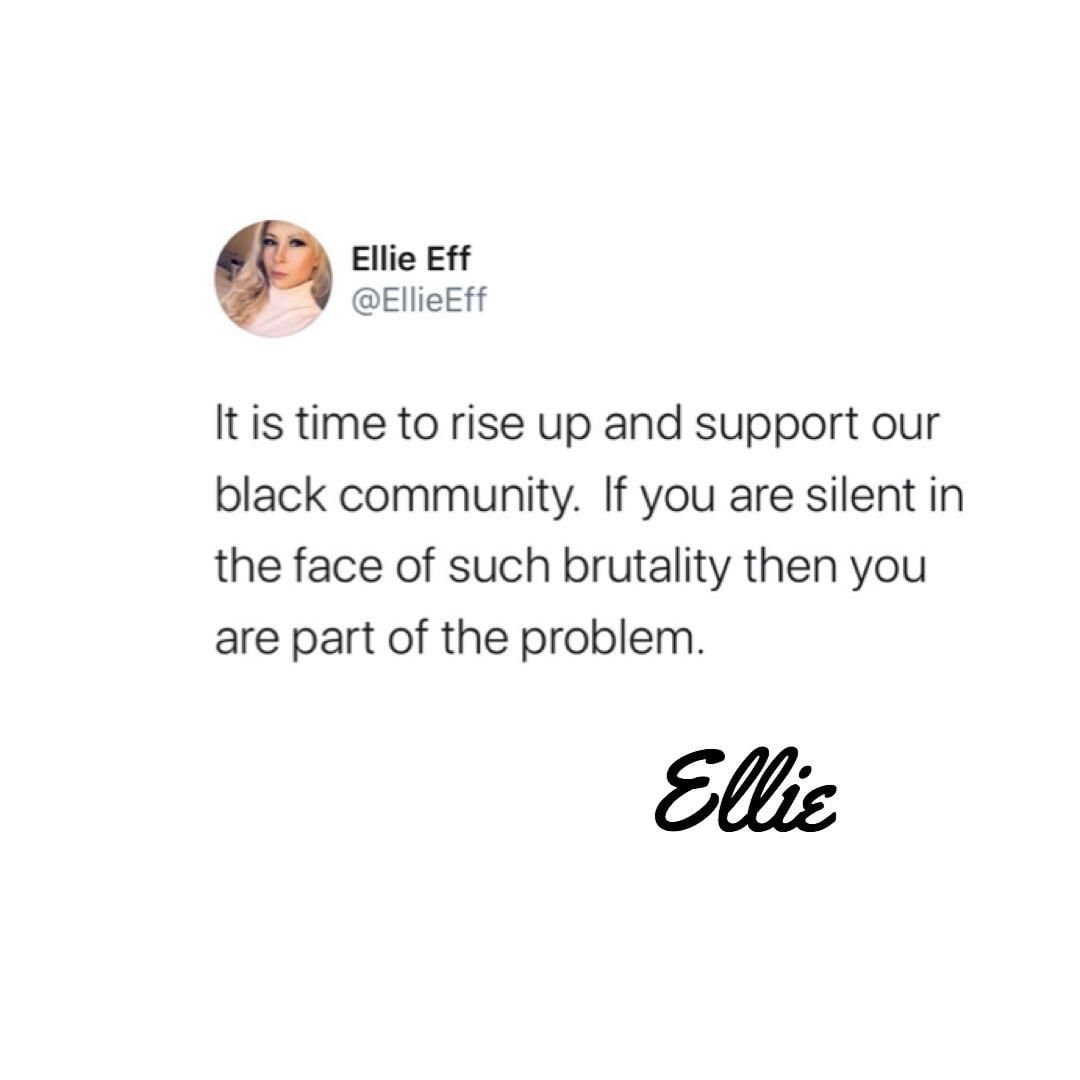 Ellie Eff
@EllieEff
It is time to rise up and support our
black community.  If you are silent in
the face of such brutality then you
are part of the problem.
Ellie